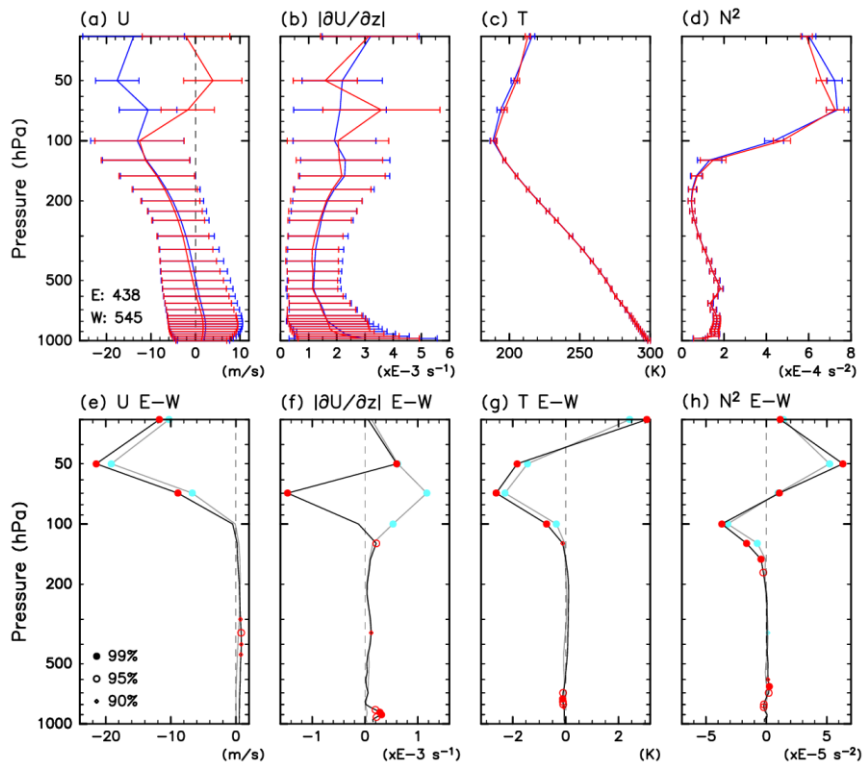 (a) U
(b) |∂U/∂z|
(c) T
(d) N²
Pressure (hPa)
50
100
200
500
1000
E: 438
W: 545
−20 −10 0 10
(m/s)
0 1 2 3 4 5 6
(xE−3 s⁻¹)
200 250 300
(K)
0 2 4 6 8
(xE−4 s⁻²)
(e) U E−W
(f) |∂U/∂z| E−W
(g) T E−W
(h) N² E−W
Pressure (hPa)
50
100
200
500
1000
99%
95%
90%
−20 −10 0
(m/s)
−1 0 1
(xE−3 s⁻¹)
−2 0 2
(K)
−5 0 5
(xE−5 s⁻²)